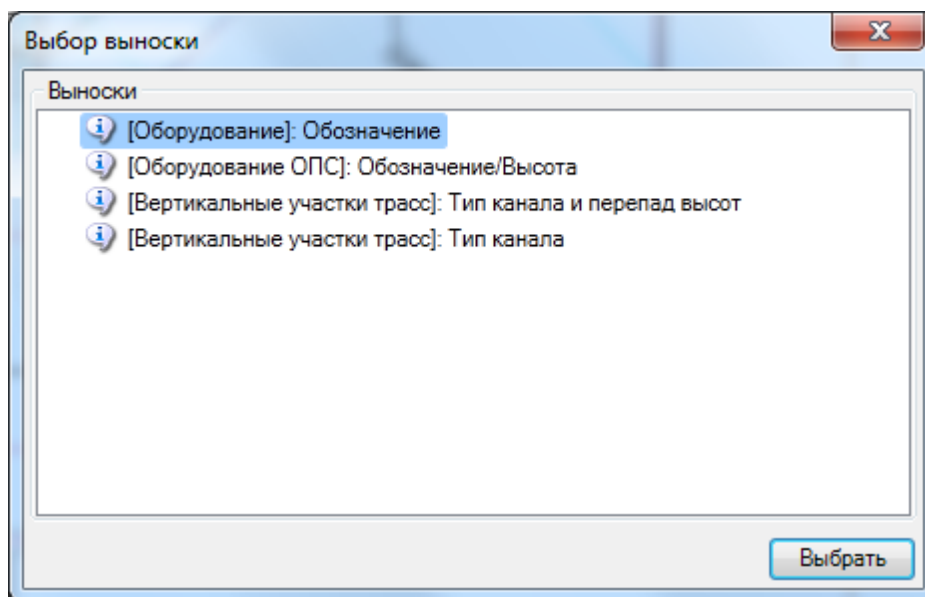 Выбор выноски
Выноски
[Оборудование]: Обозначение
[Оборудование ОПС]: Обозначение/Высота
[Вертикальные участки трасс]: Тип канала и перепад высот
[Вертикальные участки трасс]: Тип канала
Выбрать